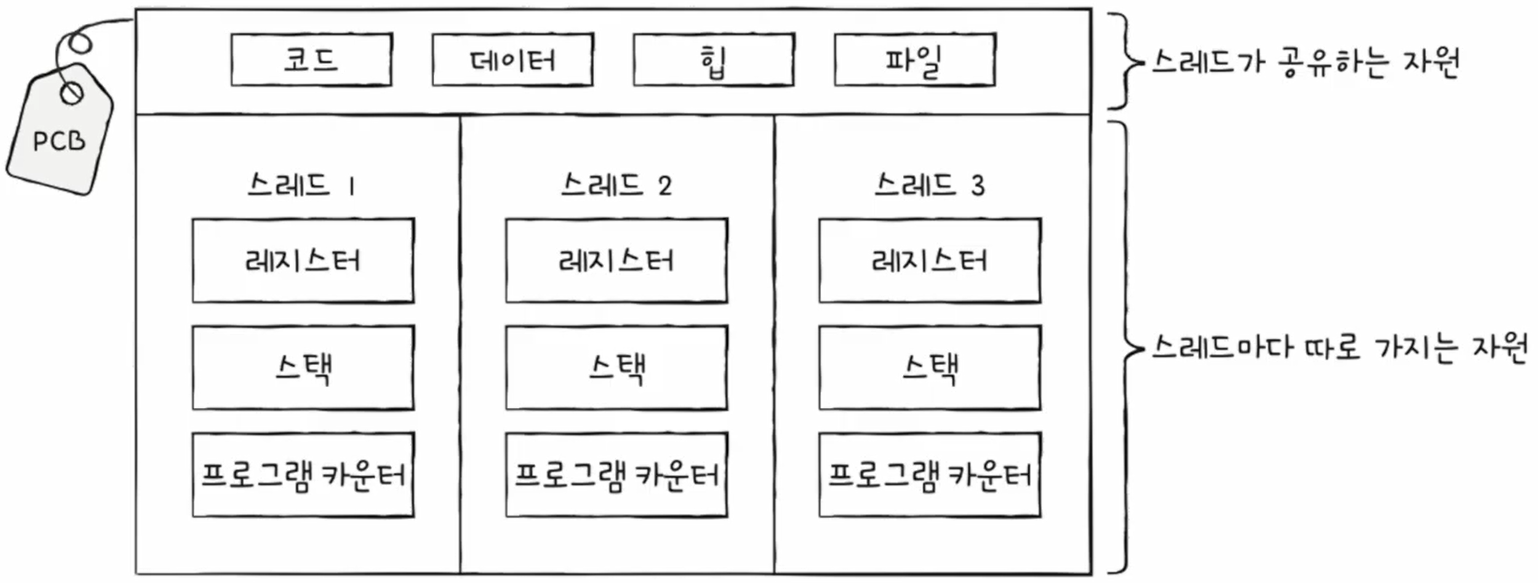 코드 데이터 힙 파일
스레드가 공유하는 자원
PCB
스레드 1 스레드 2 스레드 3
레지스터 레지스터 레지스터
스택 스택 스택
스레드마다 따로 가지는 자원
프로그램 카운터 프로그램 카운터 프로그램 카운터